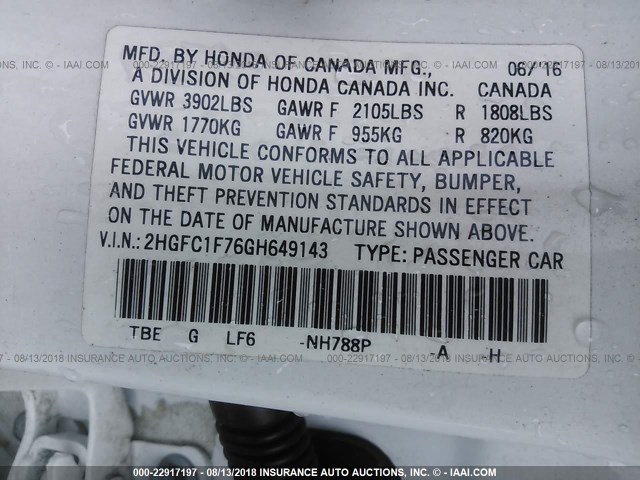 MFD. BY HONDA OF CANADA MFG., 06/16
A DIVISION OF HONDA CANADA INC. CANADA
GVWR 3902LBS GAWR F 2105LBS R 1808LBS
GVWR 1770KG GAWR F 955KG R 820KG
THIS VEHICLE CONFORMS TO ALL APPLICABLE
FEDERAL MOTOR VEHICLE SAFETY, BUMPER,
AND THEFT PREVENTION STANDARDS IN EFFECT
ON THE DATE OF MANUFACTURE SHOWN ABOVE.
V.I.N.: 2HGFC1F76GH649143 TYPE: PASSENGER CAR
TBE G LF6 -NH788P -A -H
000-22917197 - 08/13/2018 INSURANCE AUTO AUCTIONS, INC. - © - IAAI.COM